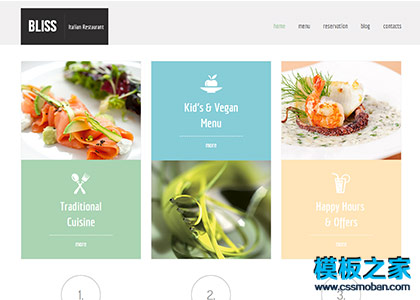 BLISS Italian Restaurant
home menu reservation blog contacts
Kid's & Vegan
Menu
more
Traditional
Cuisine
more
Happy Hours
& Offers
more
1. 2. 3.
模板之家
www.cssmoban.com